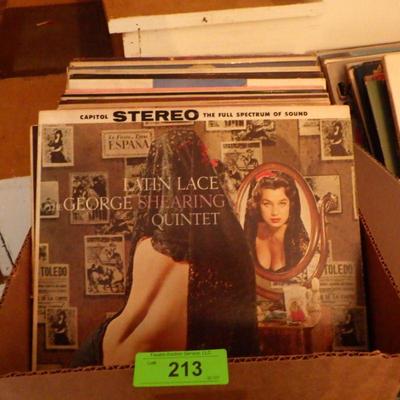 CAPITOL STEREO THE FULL SPECTRUM OF SOUND
ESPAÑA
LATIN LACE
GEORGE SHEARING
QUINTET
TOLEDO
TOLEDO
213